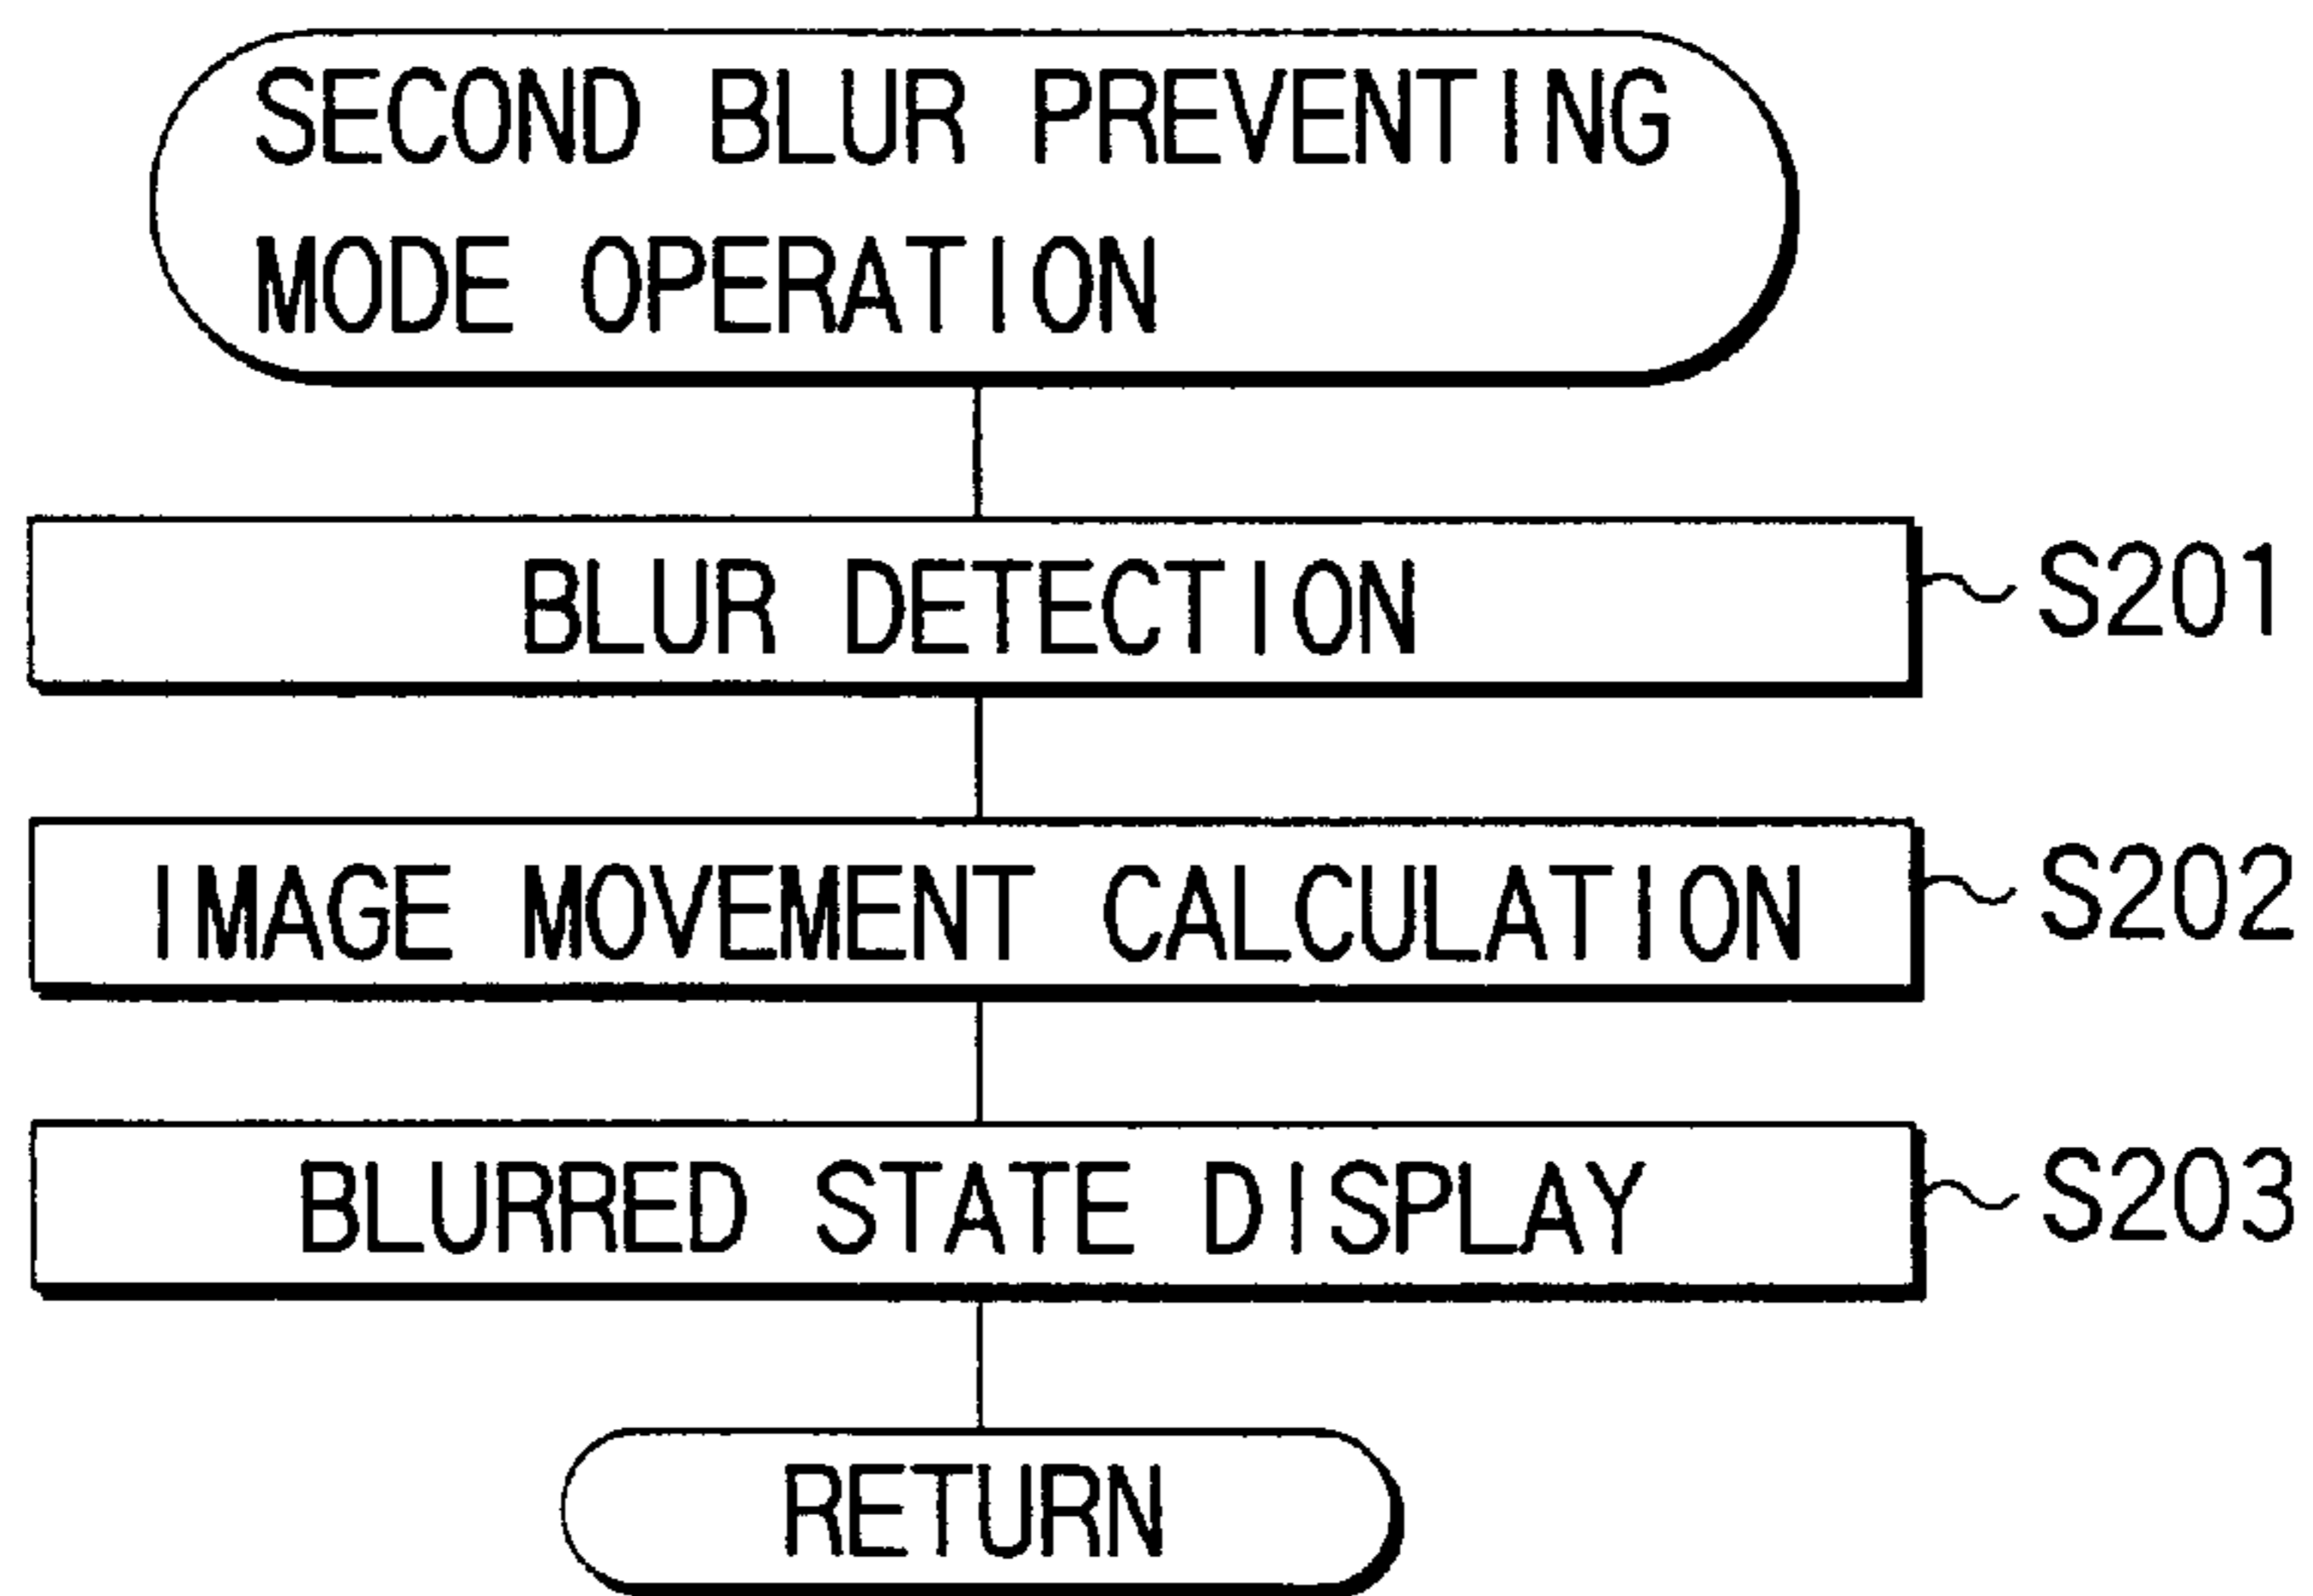 SECOND BLUR PREVENTING
MODE OPERATION
BLUR DETECTION
S201
IMAGE MOVEMENT CALCULATION
S202
BLURRED STATE DISPLAY
S203
RETURN